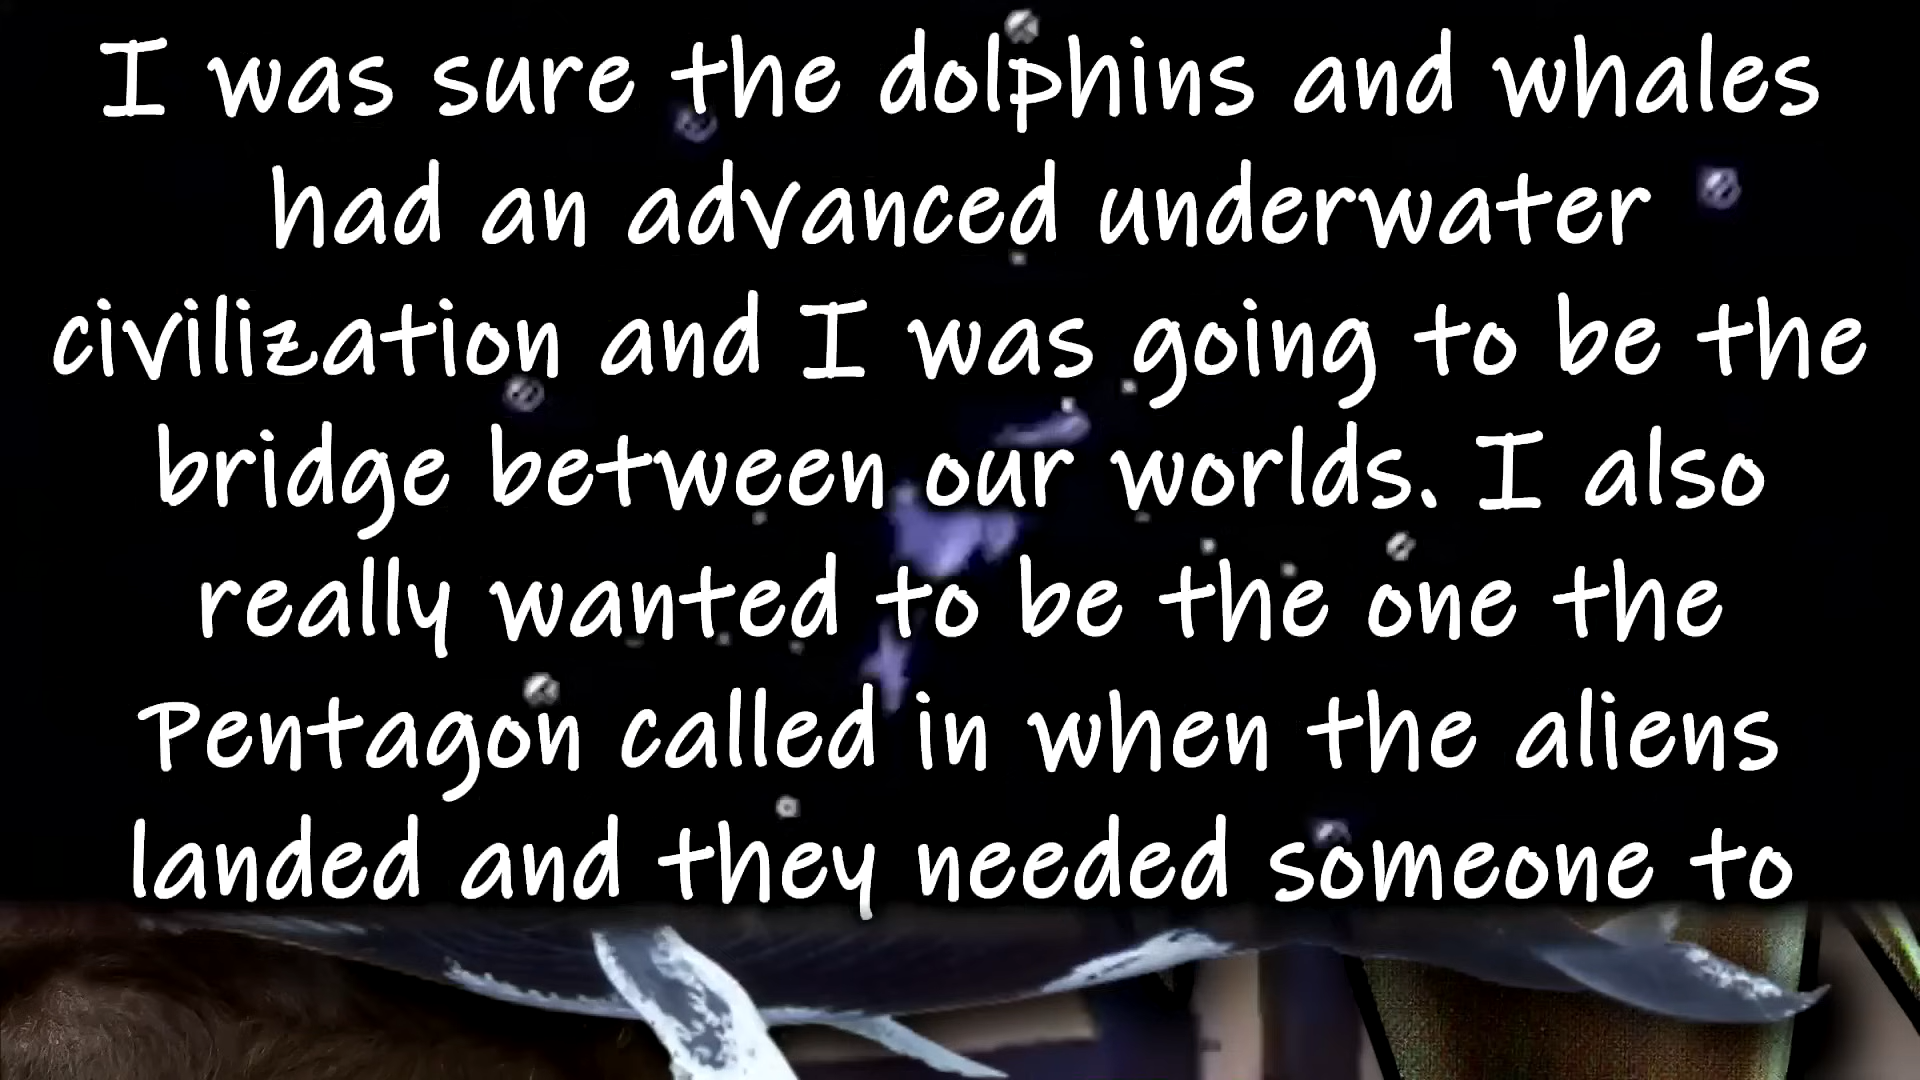 I was sure the dolphins and whales
had an advanced underwater
civilization and I was going to be the
bridge between our worlds. I also
really wanted to be the one the
Pentagon called in when the aliens
landed and they needed someone to